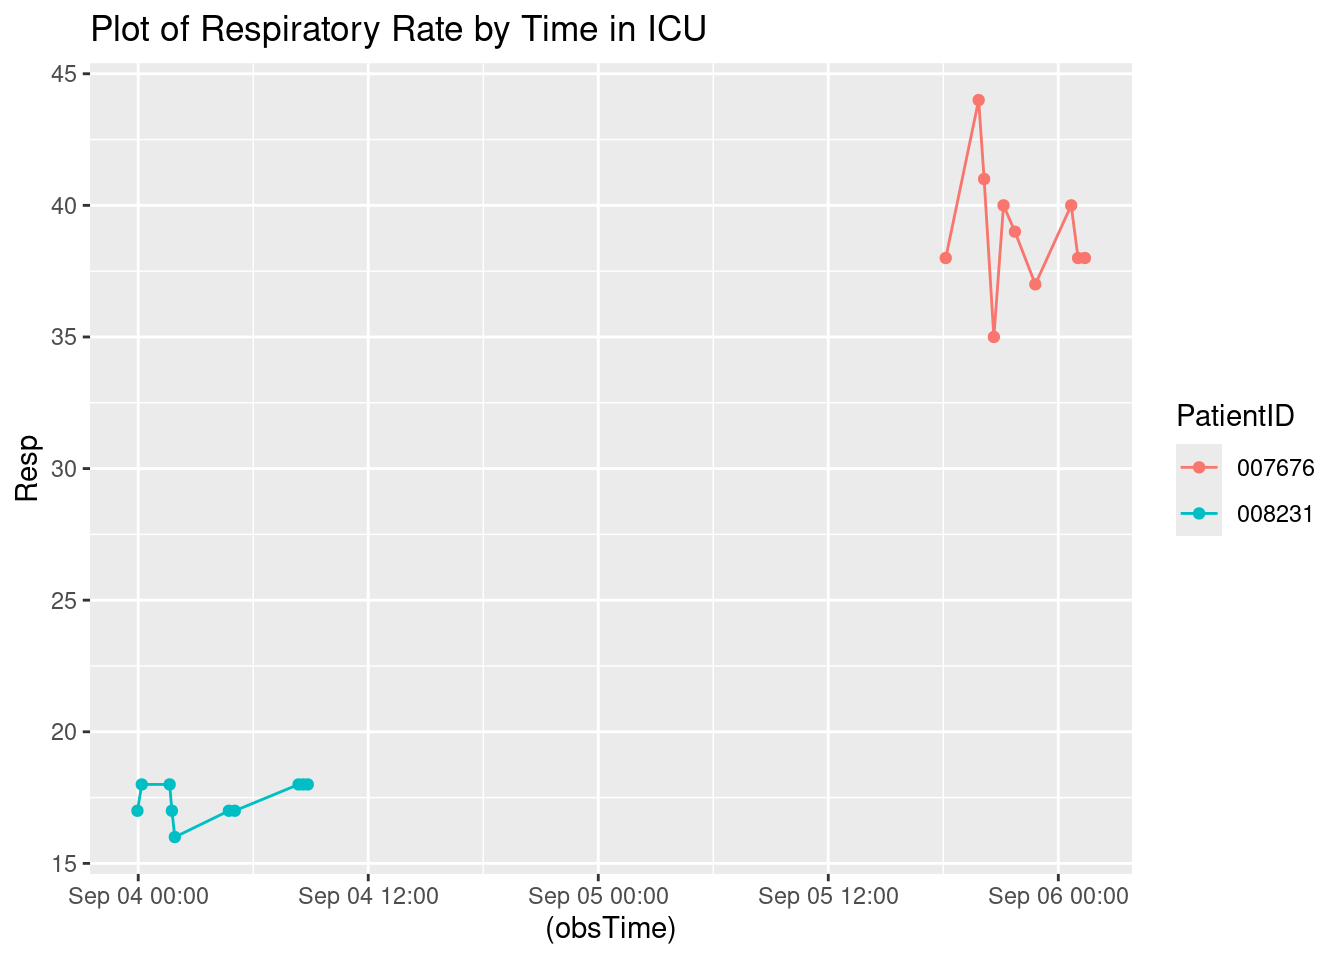 Plot of Respiratory Rate by Time in ICU
45
40
35
30
25
20
15
Resp
Sep 04 00:00
Sep 04 12:00
Sep 05 00:00
Sep 05 12:00
Sep 06 00:00
(obsTime)
PatientID
007676
008231